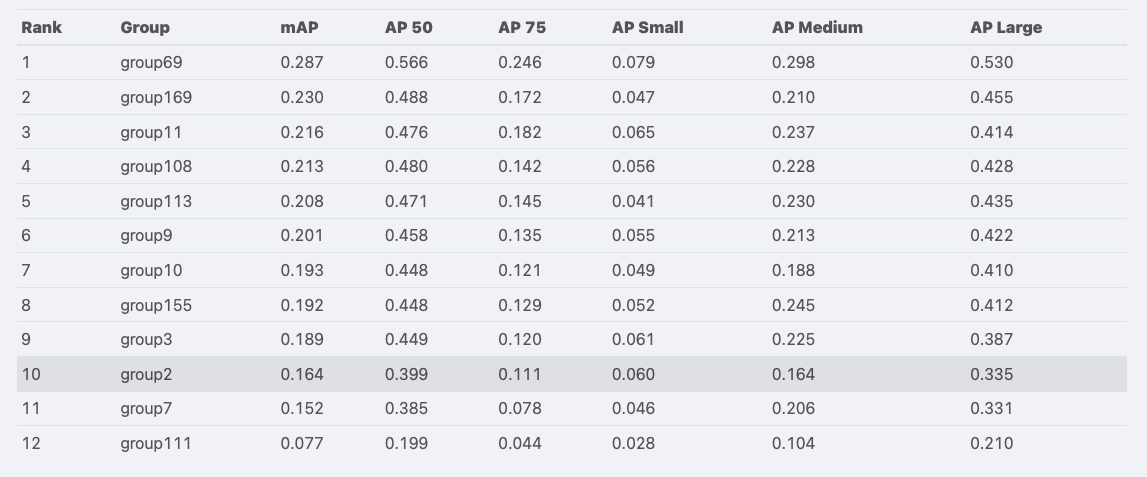 Rank Group mAP AP 50 AP 75 AP Small AP Medium AP Large
1 group69 0.287 0.566 0.246 0.079 0.298 0.530
2 group169 0.230 0.488 0.172 0.047 0.210 0.455
3 group11 0.216 0.476 0.182 0.065 0.237 0.414
4 group108 0.213 0.480 0.142 0.056 0.228 0.428
5 group113 0.208 0.471 0.145 0.041 0.230 0.435
6 group9 0.201 0.458 0.135 0.055 0.213 0.422
7 group10 0.193 0.448 0.121 0.049 0.188 0.410
8 group155 0.192 0.448 0.129 0.052 0.245 0.412
9 group3 0.189 0.449 0.120 0.061 0.225 0.387
10 group2 0.164 0.399 0.111 0.060 0.164 0.335
11 group7 0.152 0.385 0.078 0.046 0.206 0.331
12 group111 0.077 0.199 0.044 0.028 0.104 0.210